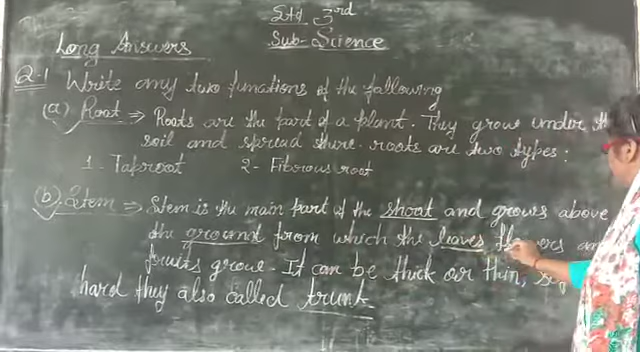 Std 3rd
Long Answers Sub-Science
Q.1 Write any two functions of the following
(a) Root ⇒ Roots are the part of a plant. They grow under the
soil and spread there. roots are two types:
1- Taproot 2- Fibrous root
(b) Stem ⇒ Stem is the main part of the shoot and grows above
the ground from which the leaves
fruits grow. It can be thick or thin,
hard they also called trunk.